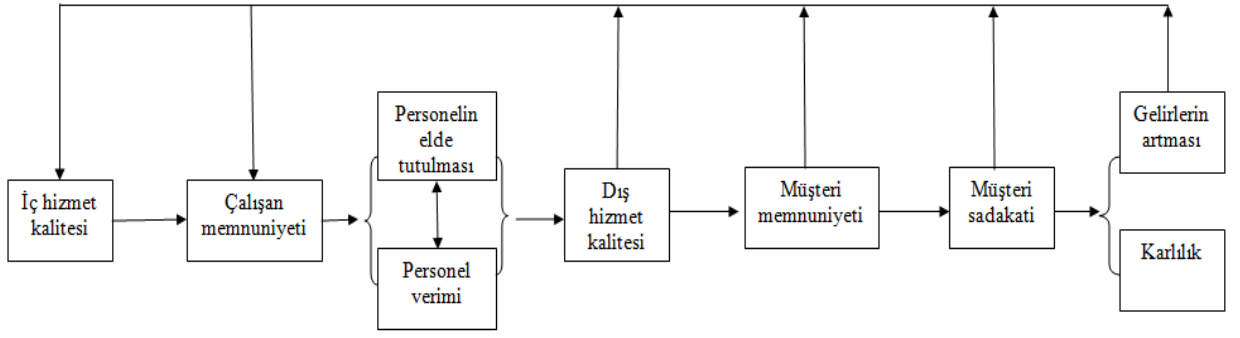 İç hizmet
kalitesi
Çalışan
memnuniyeti
Personelin
elde
tutulması
Personel
verimi
Dış
hizmet
kalitesi
Müşteri
memnuniyeti
Müşteri
sadakati
Gelirlerin
artması
Karlılık